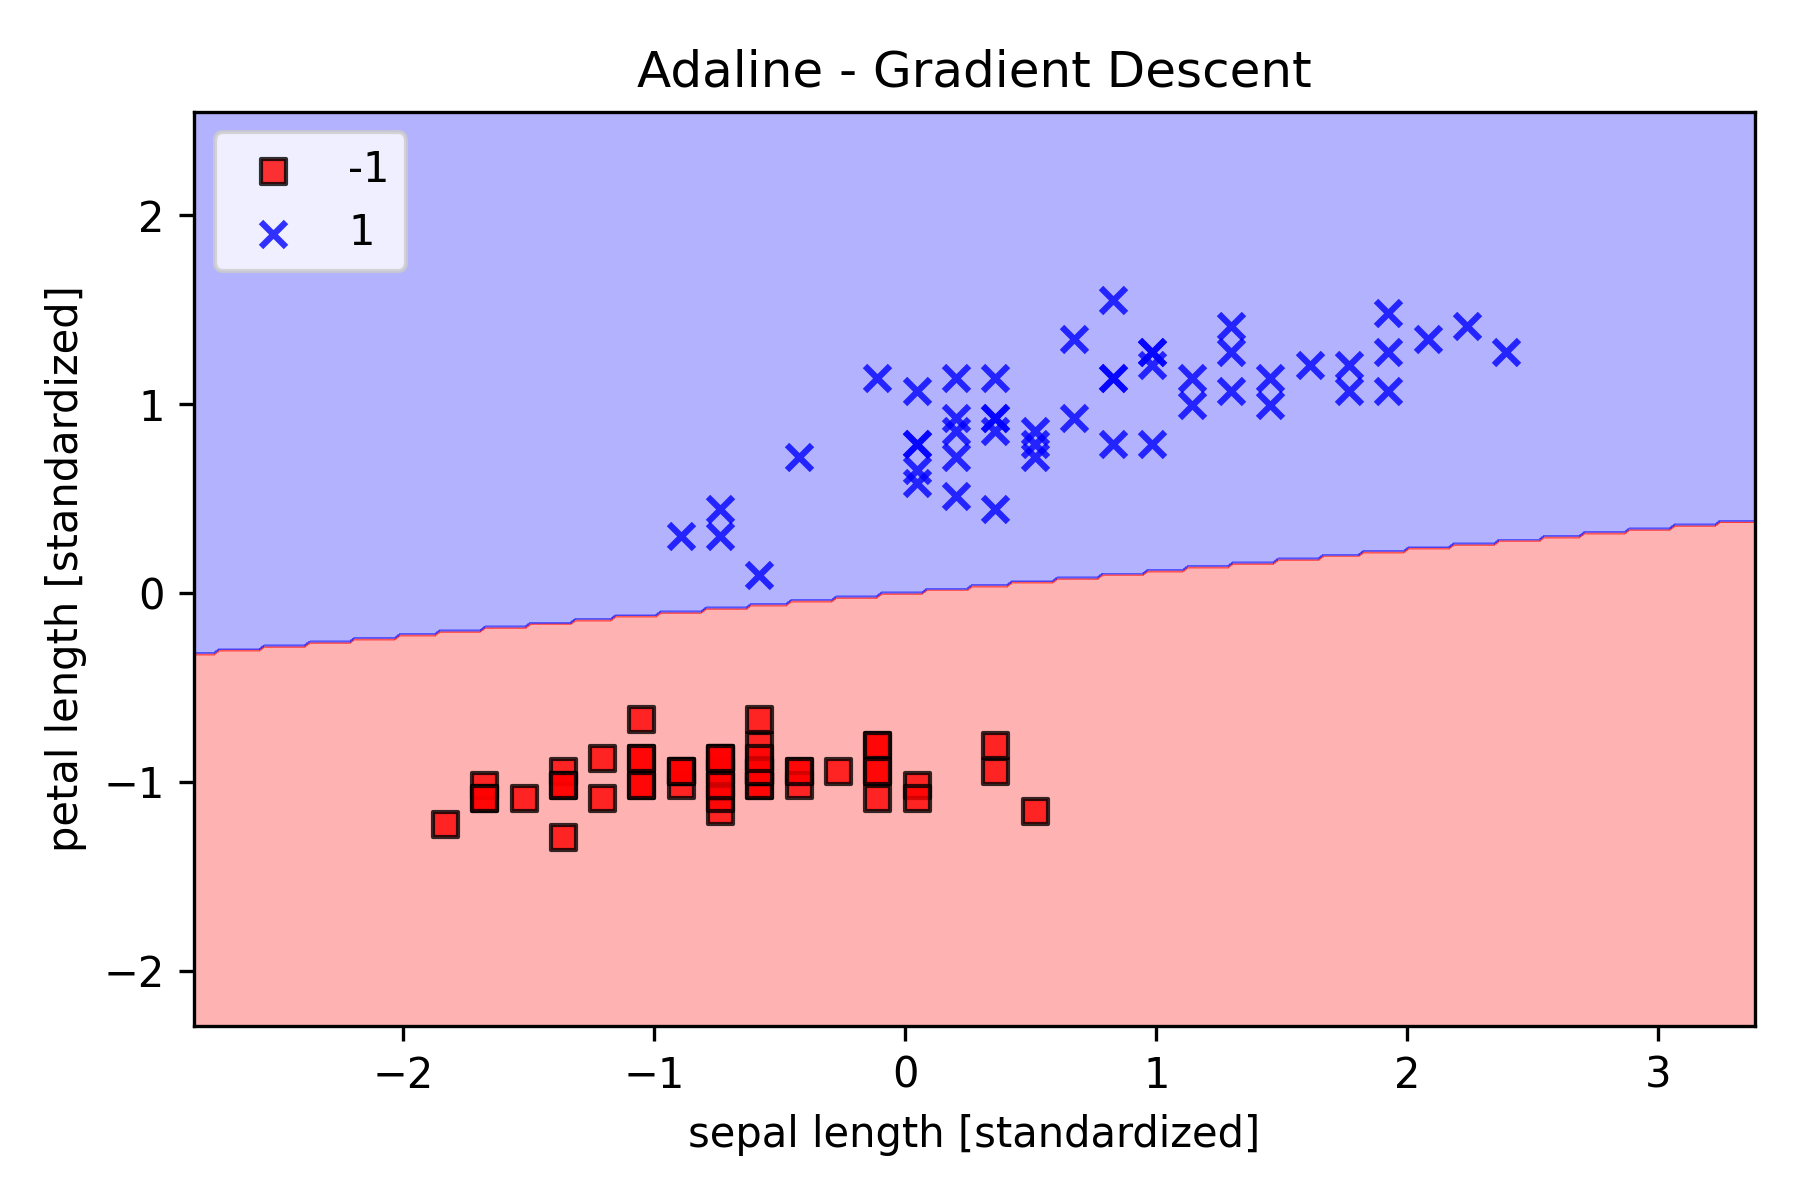 Adaline - Gradient Descent
-1
1
petal length [standardized]
2
1
0
−1
−2
−2 −1 0 1 2 3
sepal length [standardized]